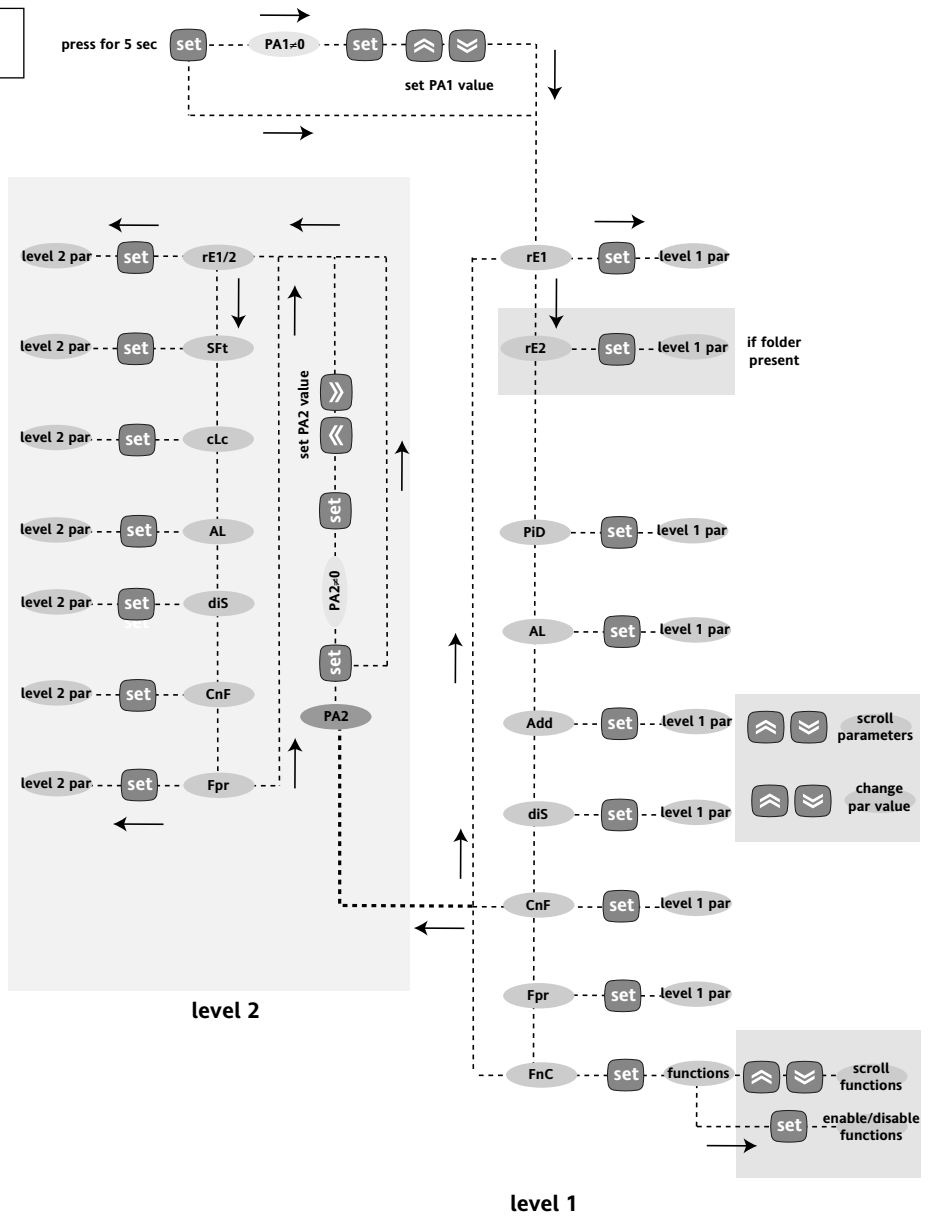 press for 5 sec set PA1≠0 set
set PA1 value
level 2 par set rE1/2 rE1 set level 1 par
level 2 par set SFt rE2 set level 1 par if folder
present
set PA2 value
level 2 par set cLc
set
level 2 par set AL PiD set level 1 par
PA2≠0
level 2 par set diS AL set level 1 par
set
set
level 2 par set CnF
PA2 Add set level 1 par scroll
parameters
level 2 par set Fpr diS set level 1 par change
par value
CnF set level 1 par
Fpr set level 1 par
level 2
FnC set functions scroll
functions
set enable/disable
functions
level 1